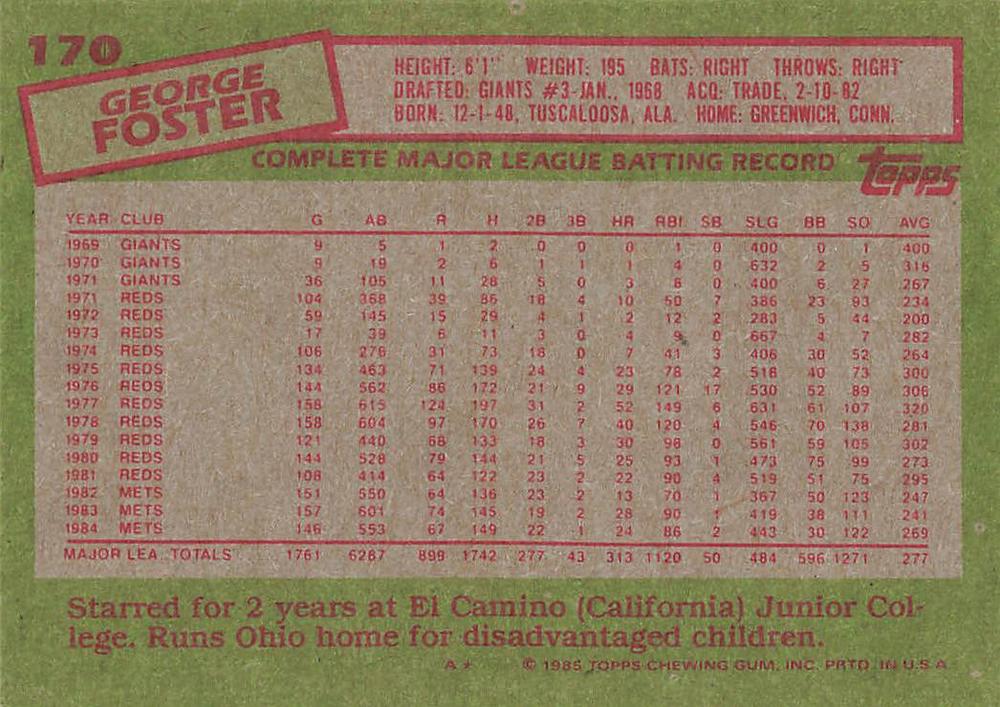 170
GEORGE
FOSTER
HEIGHT: 6'1" WEIGHT: 195 BATS: RIGHT THROWS: RIGHT
DRAFTED: GIANTS #3-JAN., 1968 ACQ: TRADE, 2-10-82
BORN: 12-1-48, TUSCALOOSA, ALA. HOME: GREENWICH, CONN.
COMPLETE MAJOR LEAGUE BATTING RECORD
topps
YEAR CLUB G AB R H 2B 3B HR RBI SB SLG BB SO AVG
1969 GIANTS 9 5 1 2 0 0 0 1 0 400 0 1 400
1970 GIANTS 9 19 2 6 1 1 1 4 0 632 2 5 316
1971 GIANTS 36 105 11 28 5 0 3 8 0 400 6 27 267
1971 REDS 104 368 39 86 18 4 10 50 7 386 23 93 234
1972 REDS 59 145 15 29 4 1 2 12 2 283 5 44 200
1973 REDS 17 39 6 11 3 0 4 9 0 667 4 7 282
1974 REDS 106 276 31 73 18 0 7 41 3 406 30 52 264
1975 REDS 134 463 71 139 24 4 23 78 2 518 40 73 300
1976 REDS 144 562 86 172 21 9 29 121 17 530 52 89 306
1977 REDS 158 615 124 197 31 2 52 149 6 631 61 107 320
1978 REDS 158 604 97 170 26 7 40 120 4 546 70 138 281
1979 REDS 121 440 68 133 18 3 30 98 0 561 59 105 302
1980 REDS 144 528 79 144 21 5 25 93 1 473 75 99 273
1981 REDS 108 414 64 122 23 2 22 90 4 519 51 75 295
1982 METS 151 550 64 136 23 2 13 70 1 367 50 123 247
1983 METS 157 601 74 145 19 2 28 90 1 419 38 111 241
1984 METS 146 553 67 149 22 1 24 86 2 443 30 122 269
MAJOR LEA. TOTALS 1761 6287 899 1742 277 43 313 1120 50 484 596 1271 277
Starred for 2 years at El Camino (California) Junior Col-
lege. Runs Ohio home for disadvantaged children.
A* © 1985 TOPPS CHEWING GUM, INC. PRTD. IN U.S.A.